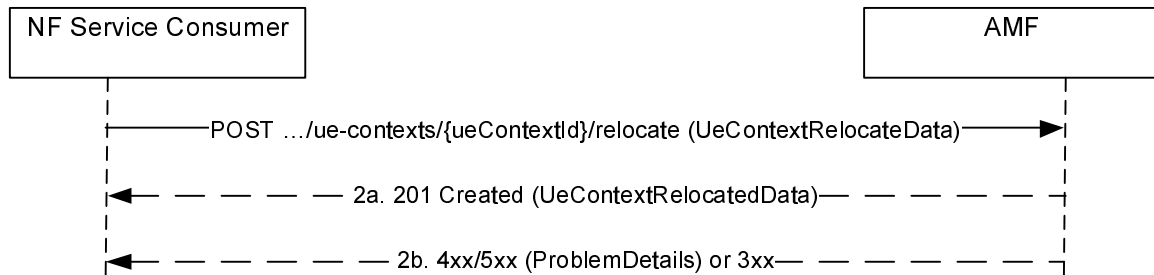 NF Service Consumer
AMF
POST …/ue-contexts/{ueContextId}/relocate (UeContextRelocateData)
2a. 201 Created (UeContextRelocatedData)
2b. 4xx/5xx (ProblemDetails) or 3xx